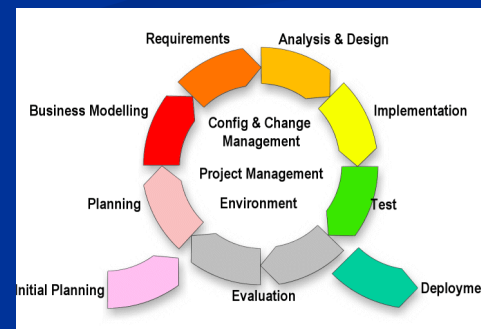 Requirements
Analysis & Design
Business Modelling
Implementation
Config & Change
Management
Project Management
Planning
Environment
Test
Initial Planning
Evaluation
Deployme